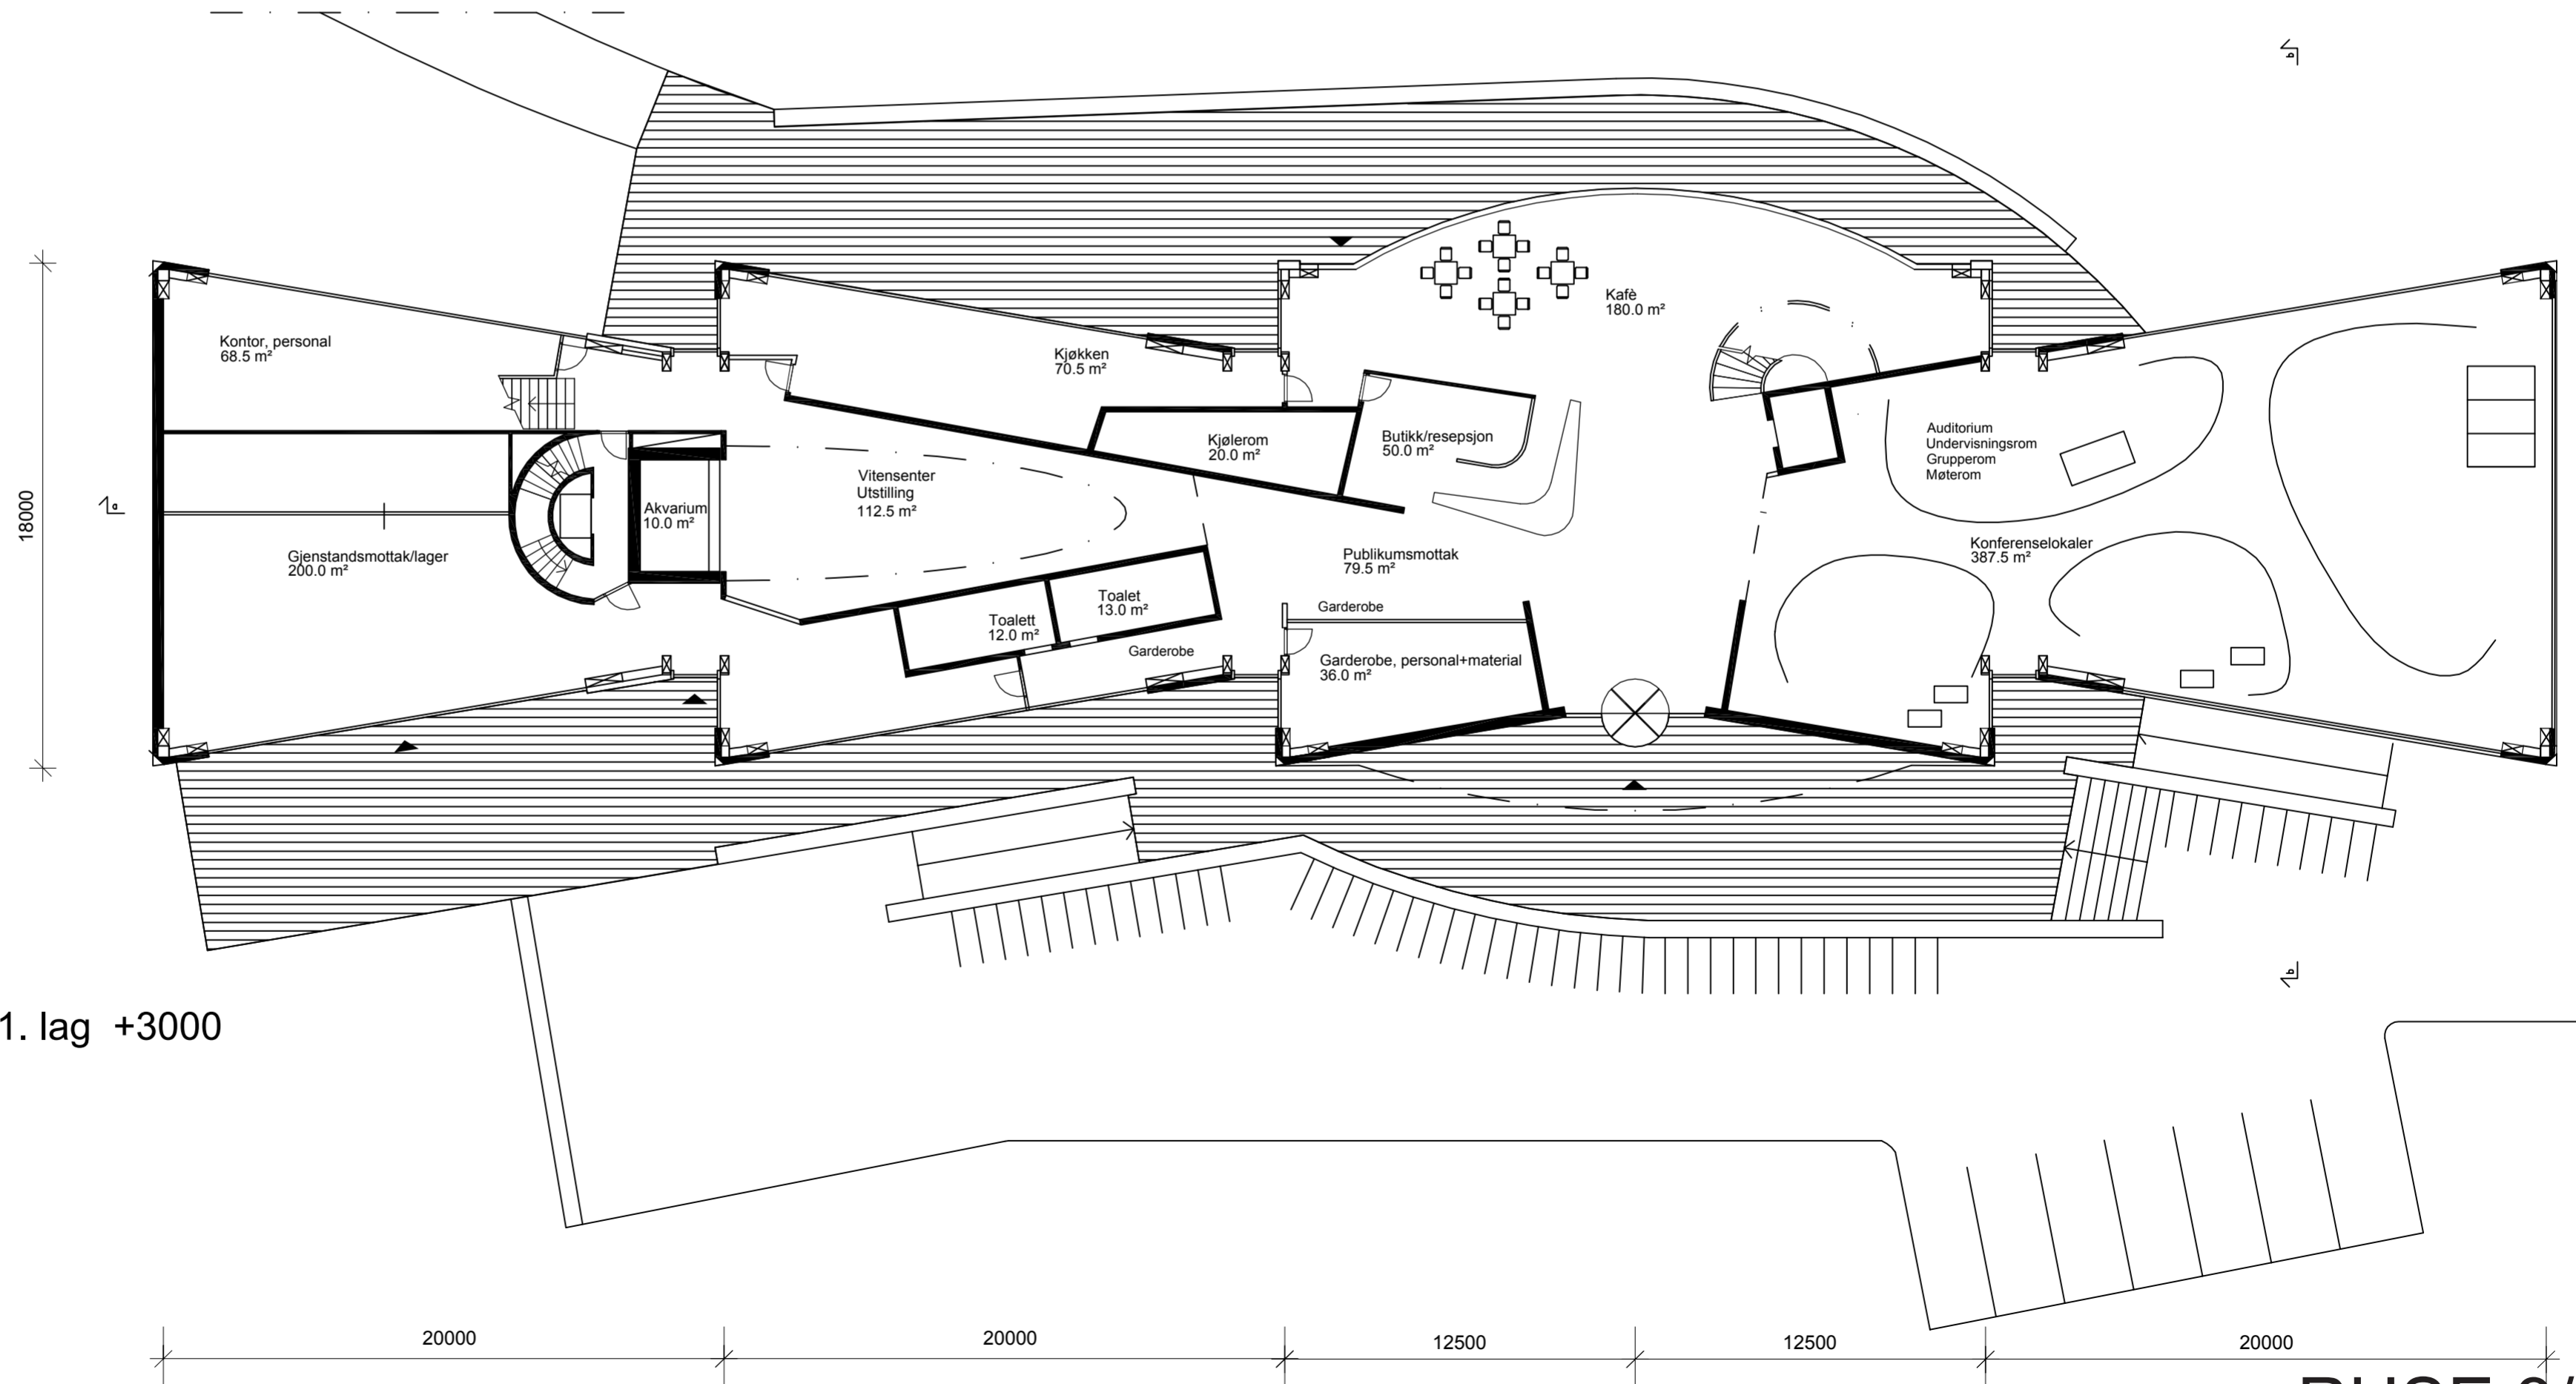 Kafè
180.0 m²
Kontor, personal
68.5 m²
Kjøkken
70.5 m²
Kjølerom
20.0 m²
Butikk/resepsjon
50.0 m²
Auditorium
Undervisningsrom
Grupperom
Møterom
Vitensenter
Utstilling
112.5 m²
Akvarium
10.0 m²
18000
a
b
Gjenstandsmottak/lager
200.0 m²
Publikumsmottak
79.5 m²
Konferenselokaler
387.5 m²
Toalet
13.0 m²
Toalett
12.0 m²
Garderobe
Garderobe
Garderobe, personal+material
36.0 m²
b
1. lag +3000
20000
20000
12500
12500
20000